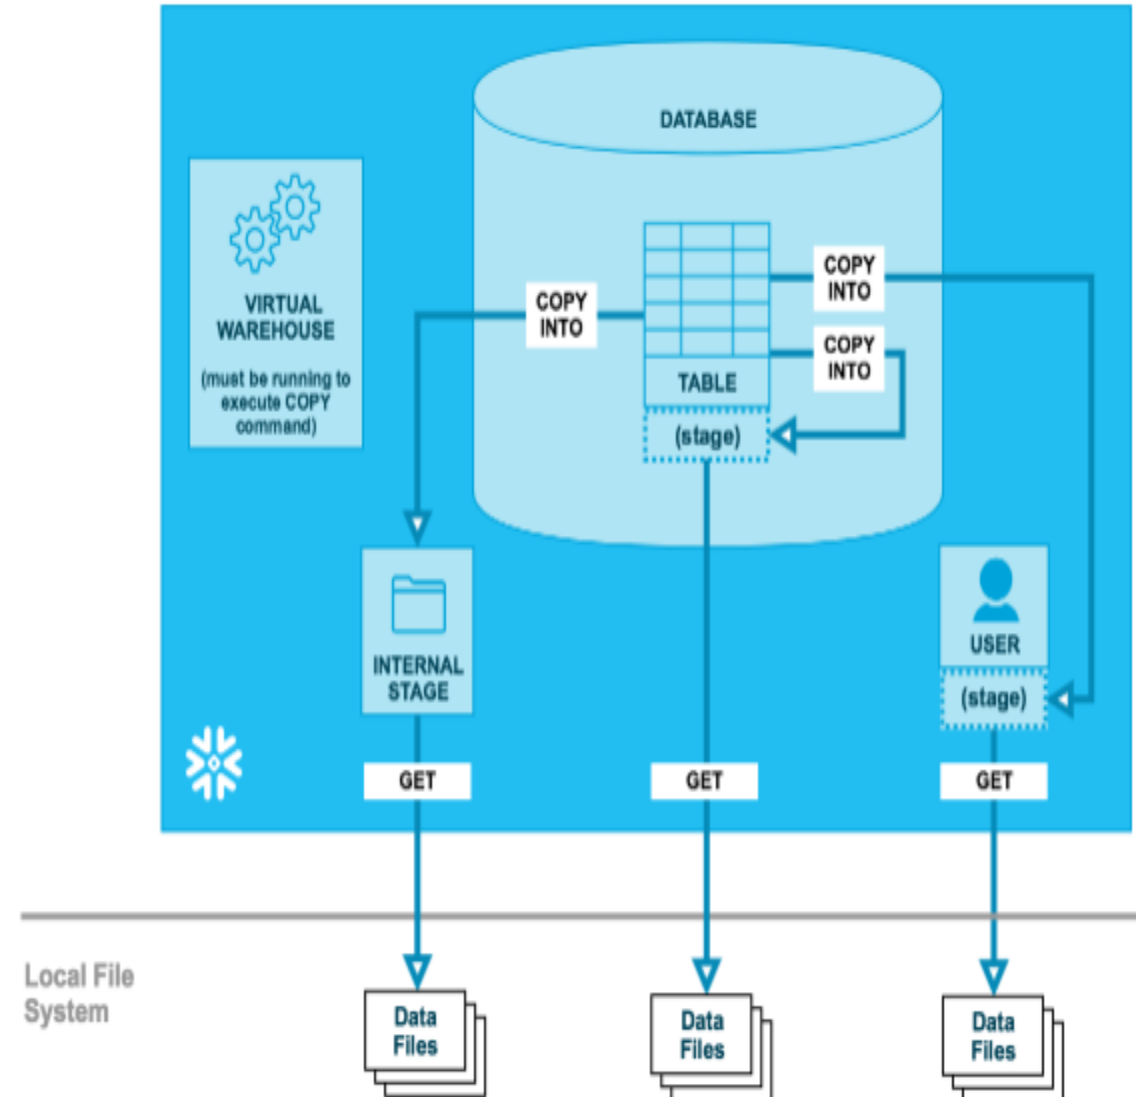 DATABASE
VIRTUAL
WAREHOUSE
(must be running to
execute COPY
command)
COPY
INTO
COPY
INTO
COPY
INTO
TABLE
(stage)
INTERNAL
STAGE
USER
(stage)
GET
GET
GET
Local File
System
Data
Files
Data
Files
Data
Files